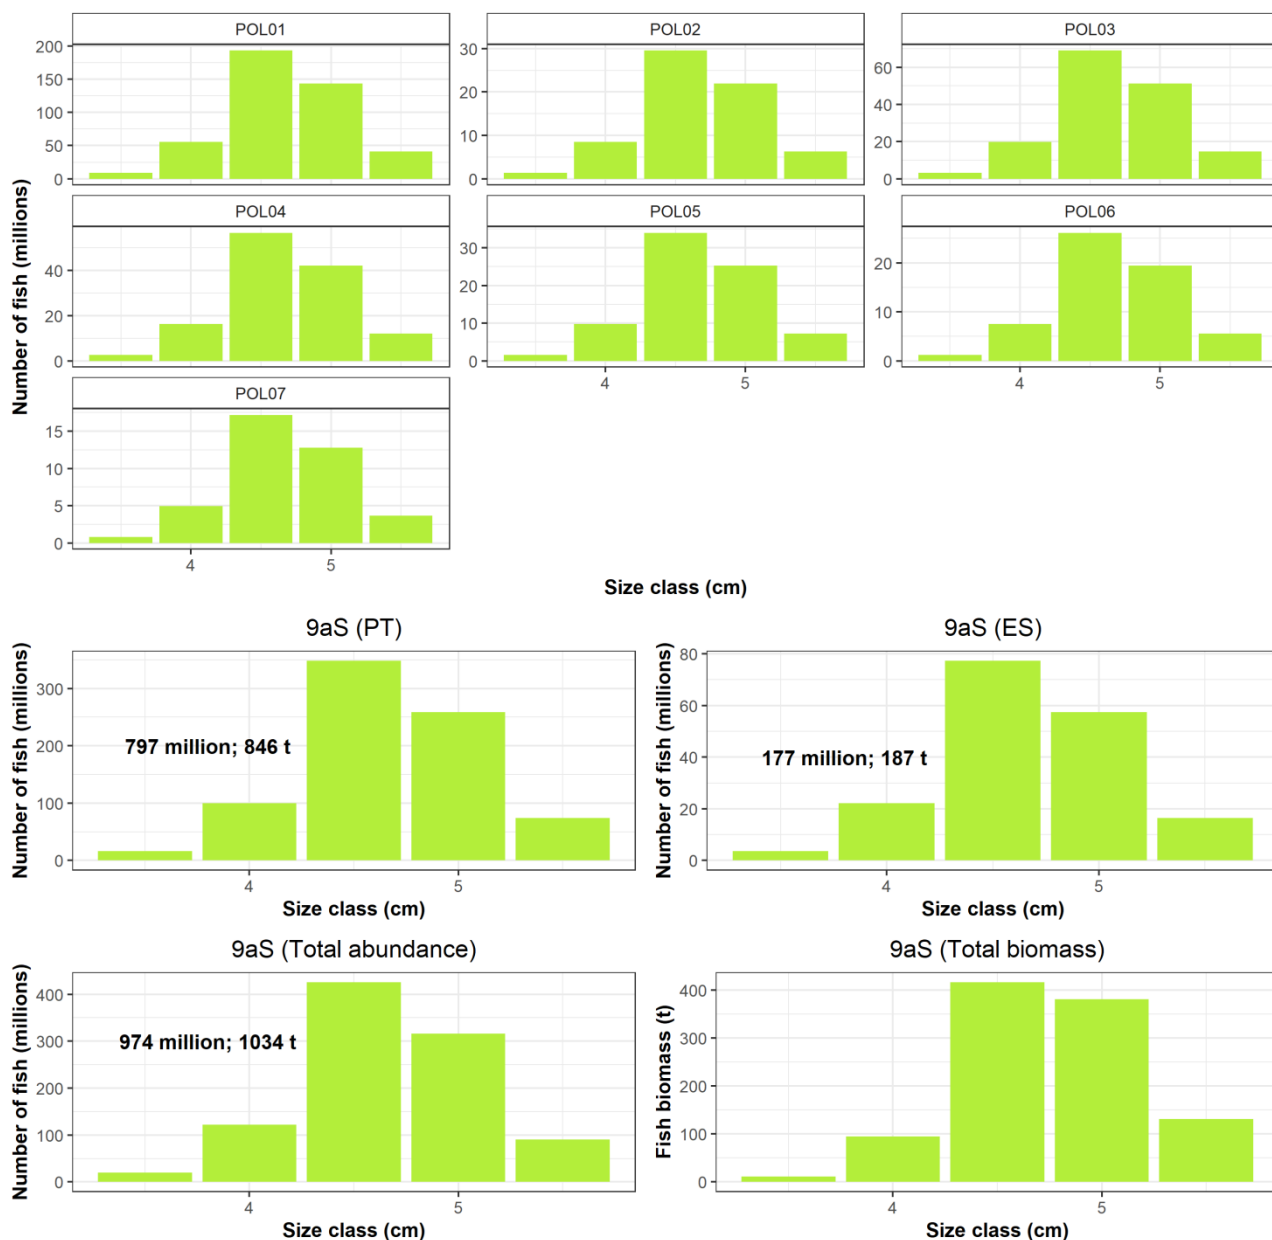 POL01
POL02
POL03
200
150
100
50
0
30
20
10
0
60
40
20
0
POL04
POL05
POL06
40
20
0
30
20
10
0
4
5
20
10
0
4
5
POL07
15
10
5
0
4
5
Number of fish (millions)
Size class (cm)
9aS (PT)
Number of fish (millions)
300
200
100
0
797 million; 846 t
4
5
Size class (cm)
9aS (ES)
Number of fish (millions)
80
60
40
20
0
177 million; 187 t
4
5
Size class (cm)
9aS (Total abundance)
Number of fish (millions)
400
300
200
100
0
974 million; 1034 t
4
5
Size class (cm)
9aS (Total biomass)
Fish biomass (t)
400
300
200
100
0
4
5
Size class (cm)